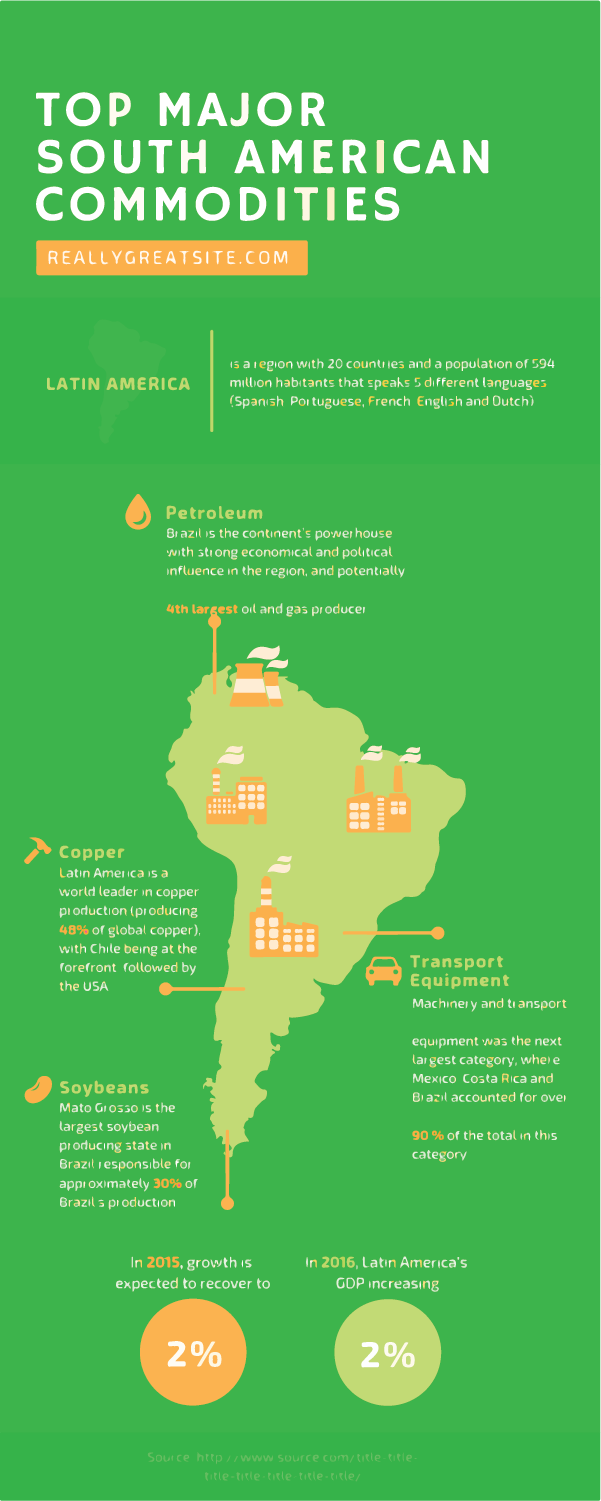 TOP MAJOR
SOUTH AMERICAN
COMMODITIES
REALLYGREATSITE.COM
LATIN AMERICA
is a region with 20 countries and a population of 594
million habitants that speaks 5 different languages
(Spanish Portuguese, French English and Dutch)
Petroleum
Brazil is the continent's powerhouse
with strong economical and political
influence in the region, and potentially
4th largest oil and gas producer
Copper
Latin America is a
world leader in copper
production (producing
48% of global copper),
with Chile being at the
forefront followed by
the USA
Transport
Equipment
Machinery and transport
equipment was the next
largest category, where
Mexico Costa Rica and
Brazil accounted for over
90 % of the total in this
category
Soybeans
Mato Grosso is the
largest soybean
producing state in
Brazil responsible for
approximately 30% of
Brazil s production
In 2015, growth is
expected to recover to
2%
In 2016, Latin America's
GDP increasing
2%
Source http //www source com/title-title-
title-title-title-title-title/